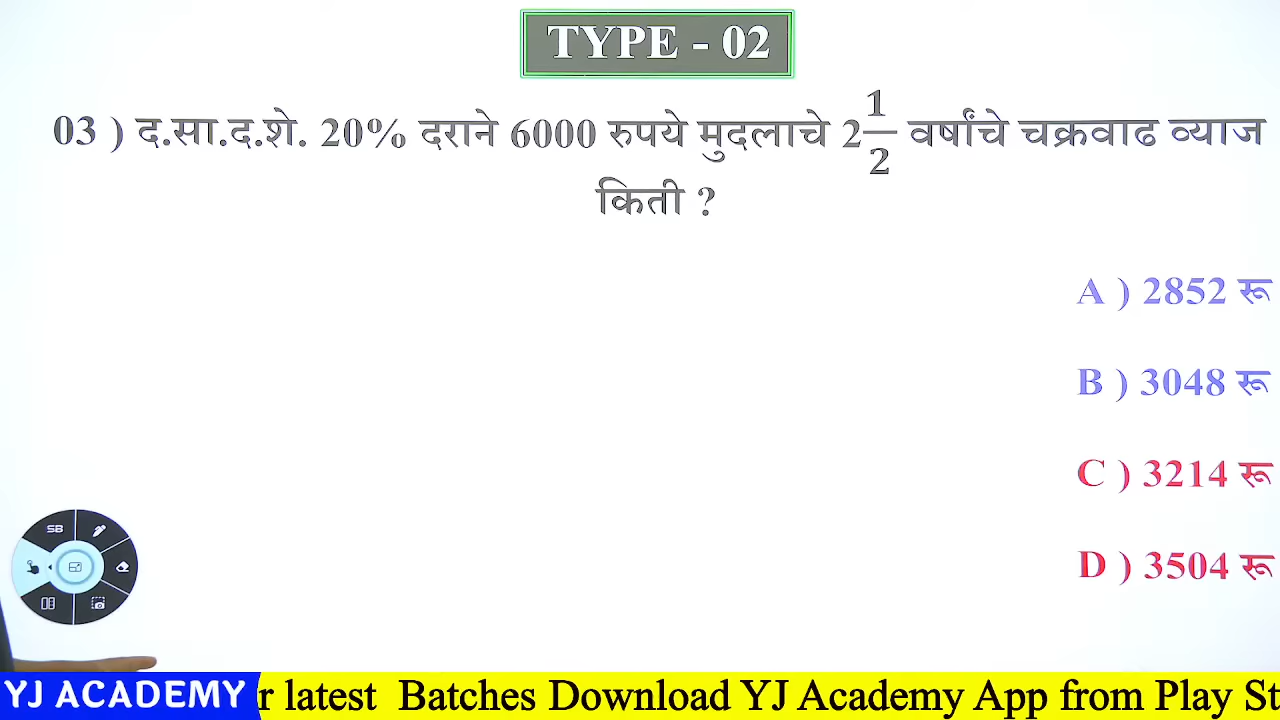 TYPE - 02
03 ) द.सा.द.शे. 20% दराने 6000 रुपये मुदलाचे 2 1/2 वर्षांचे चक्रवाढ व्याज
किती ?
A ) 2852 रू
B ) 3048 रू
C ) 3214 रू
D ) 3504 रू
SB
YJ ACADEMY r latest Batches Download YJ Academy App from Play St